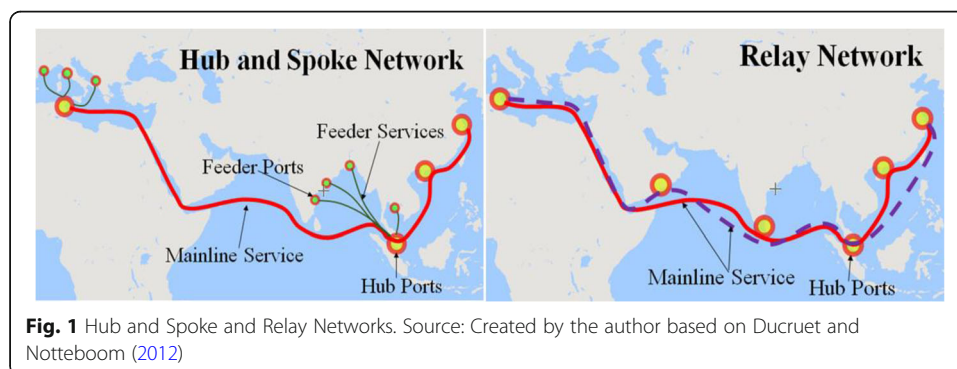 Hub and Spoke Network
Feeder Services
Feeder Ports
Mainline Service
Hub Ports
Relay Network
Mainline Service
Hub Ports
Fig. 1 Hub and Spoke and Relay Networks. Source: Created by the author based on Ducruet and
Notteboom (2012)